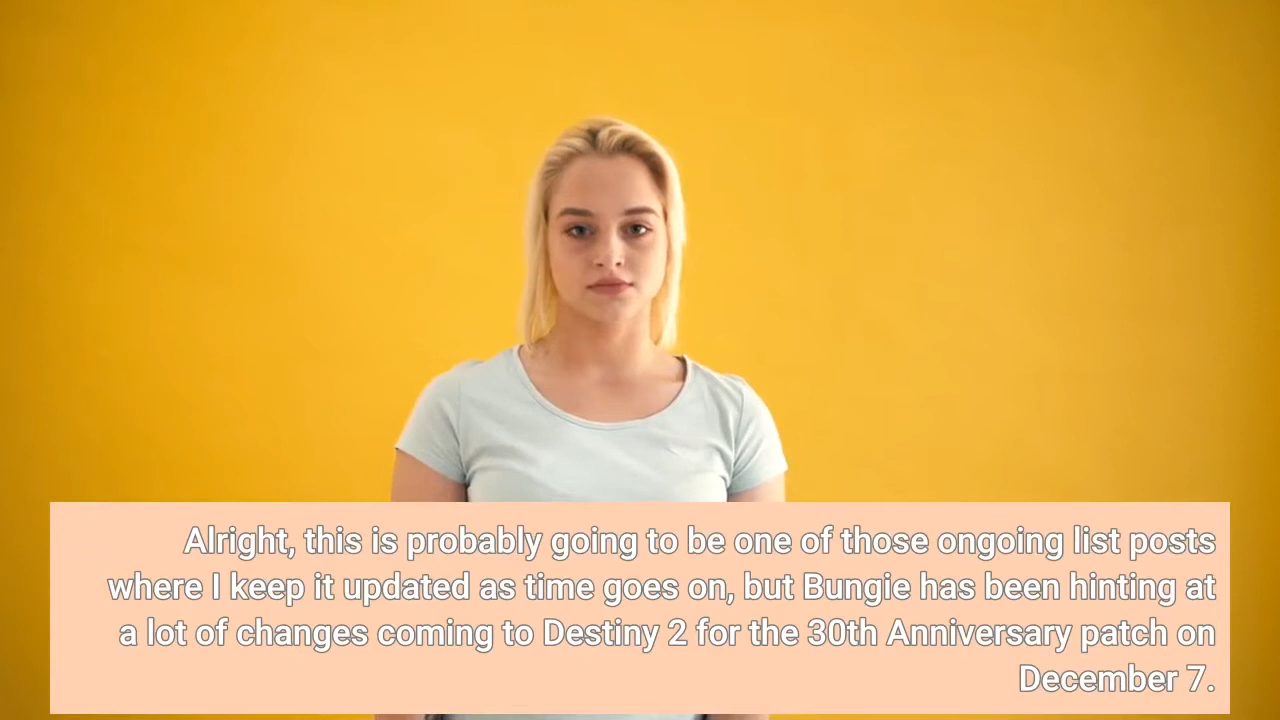 Alright, this is probably going to be one of those ongoing list posts
where I keep it updated as time goes on, but Bungie has been hinting at
a lot of changes coming to Destiny 2 for the 30th Anniversary patch on
December 7.